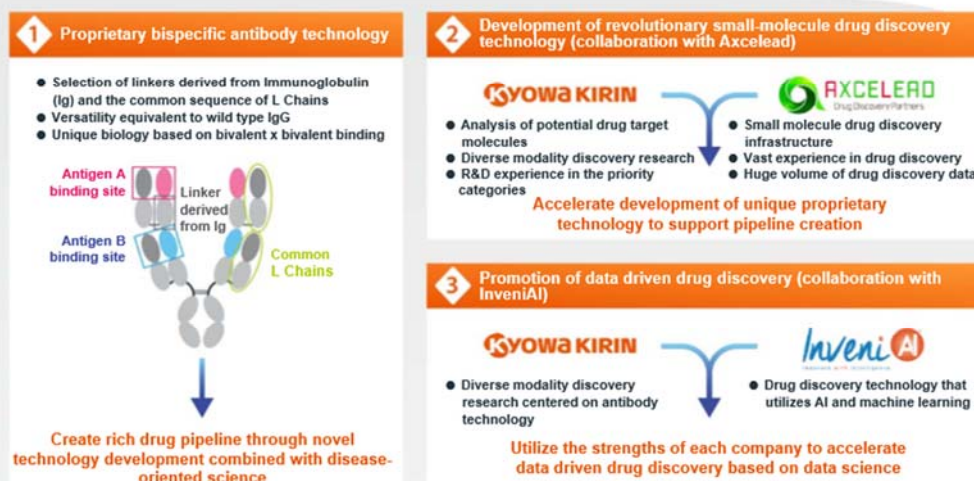 1 Proprietary bispecific antibody technology
● Selection of linkers derived from Immunoglobulin
(Ig) and the common sequence of L Chains
● Versatility equivalent to wild type IgG
● Unique biology based on bivalent x bivalent binding
Antigen A
binding site
Linker
derived
from Ig
Antigen B
binding site
Common
L Chains
Create rich drug pipeline through novel
technology development combined with disease-
oriented science
2 Development of revolutionary small-molecule drug discovery
technology (collaboration with Axcelead)
KYOWA KIRIN
● Analysis of potential drug target
molecules
● Diverse modality discovery research
● R&D experience in the priority
categories
AXCELEAD
Drug Discovery Partners
● Small molecule drug discovery
infrastructure
● Vast experience in drug discovery
● Huge volume of drug discovery data
Accelerate development of unique proprietary
technology to support pipeline creation
3 Promotion of data driven drug discovery (collaboration with
InveniAI)
KYOWA KIRIN
● Diverse modality discovery
research centered on antibody
technology
Inveni AI
● Drug discovery technology that
utilizes AI and machine learning
Utilize the strengths of each company to accelerate
data driven drug discovery based on data science